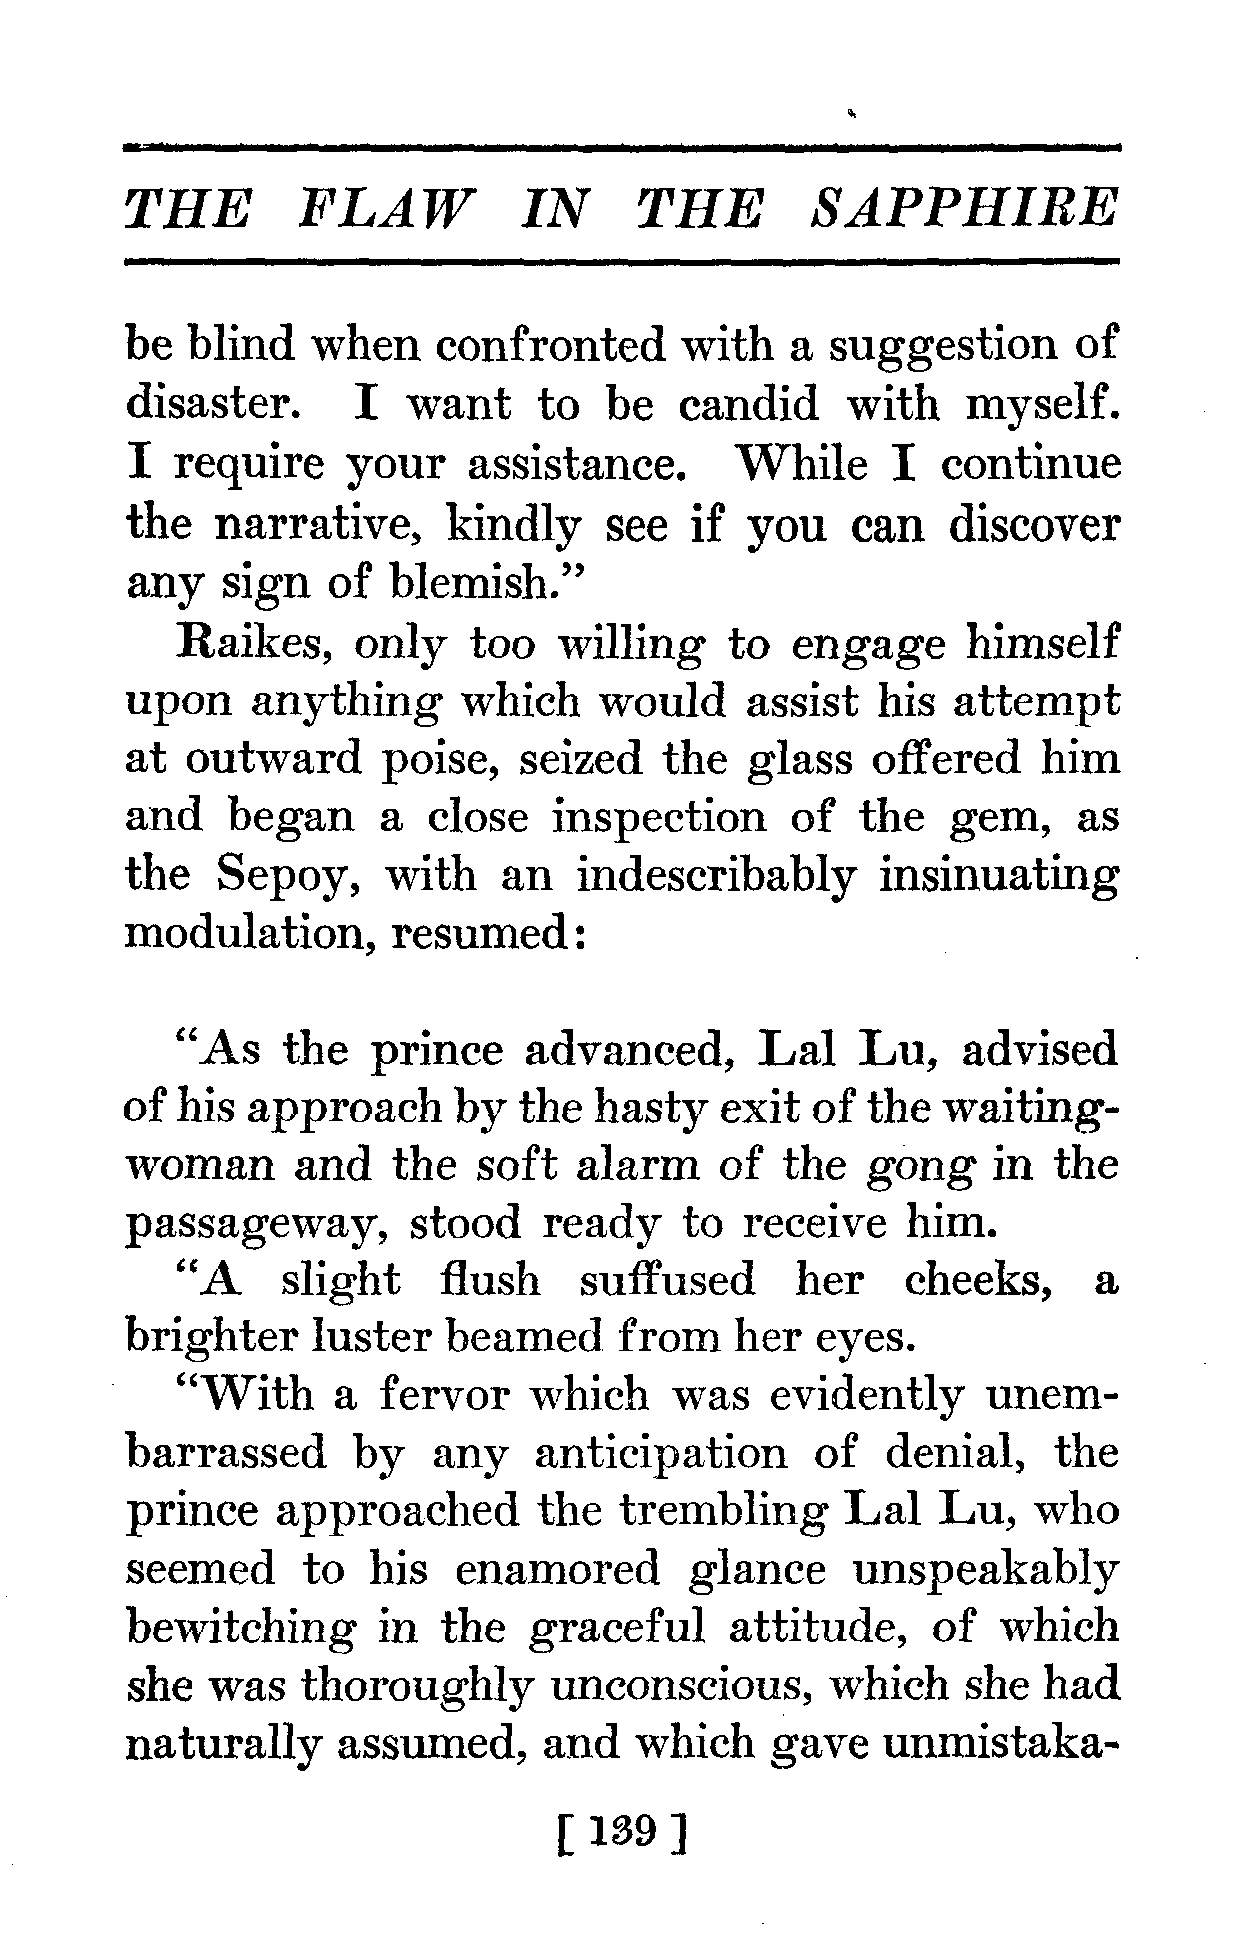 THE FLAW IN THE SAPPHIRE
be blind when confronted with a suggestion of
disaster. I want to be candid with myself.
I require your assistance. While I continue
the narrative, kindly see if you can discover
any sign of blemish.”
Raikes, only too willing to engage himself
upon anything which would assist his attempt
at outward poise, seized the glass offered him
and began a close inspection of the gem, as
the Sepoy, with an indescribably insinuating
modulation, resumed:
“As the prince advanced, Lal Lu, advised
of his approach by the hasty exit of the waiting-
woman and the soft alarm of the gong in the
passageway, stood ready to receive him.
“A slight flush suffused her cheeks, a
brighter luster beamed from her eyes.
“With a fervor which was evidently unem-
barrassed by any anticipation of denial, the
prince approached the trembling Lal Lu, who
seemed to his enamored glance unspeakably
bewitching in the graceful attitude, of which
she was thoroughly unconscious, which she had
naturally assumed, and which gave unmistaka-
[ 139 ]